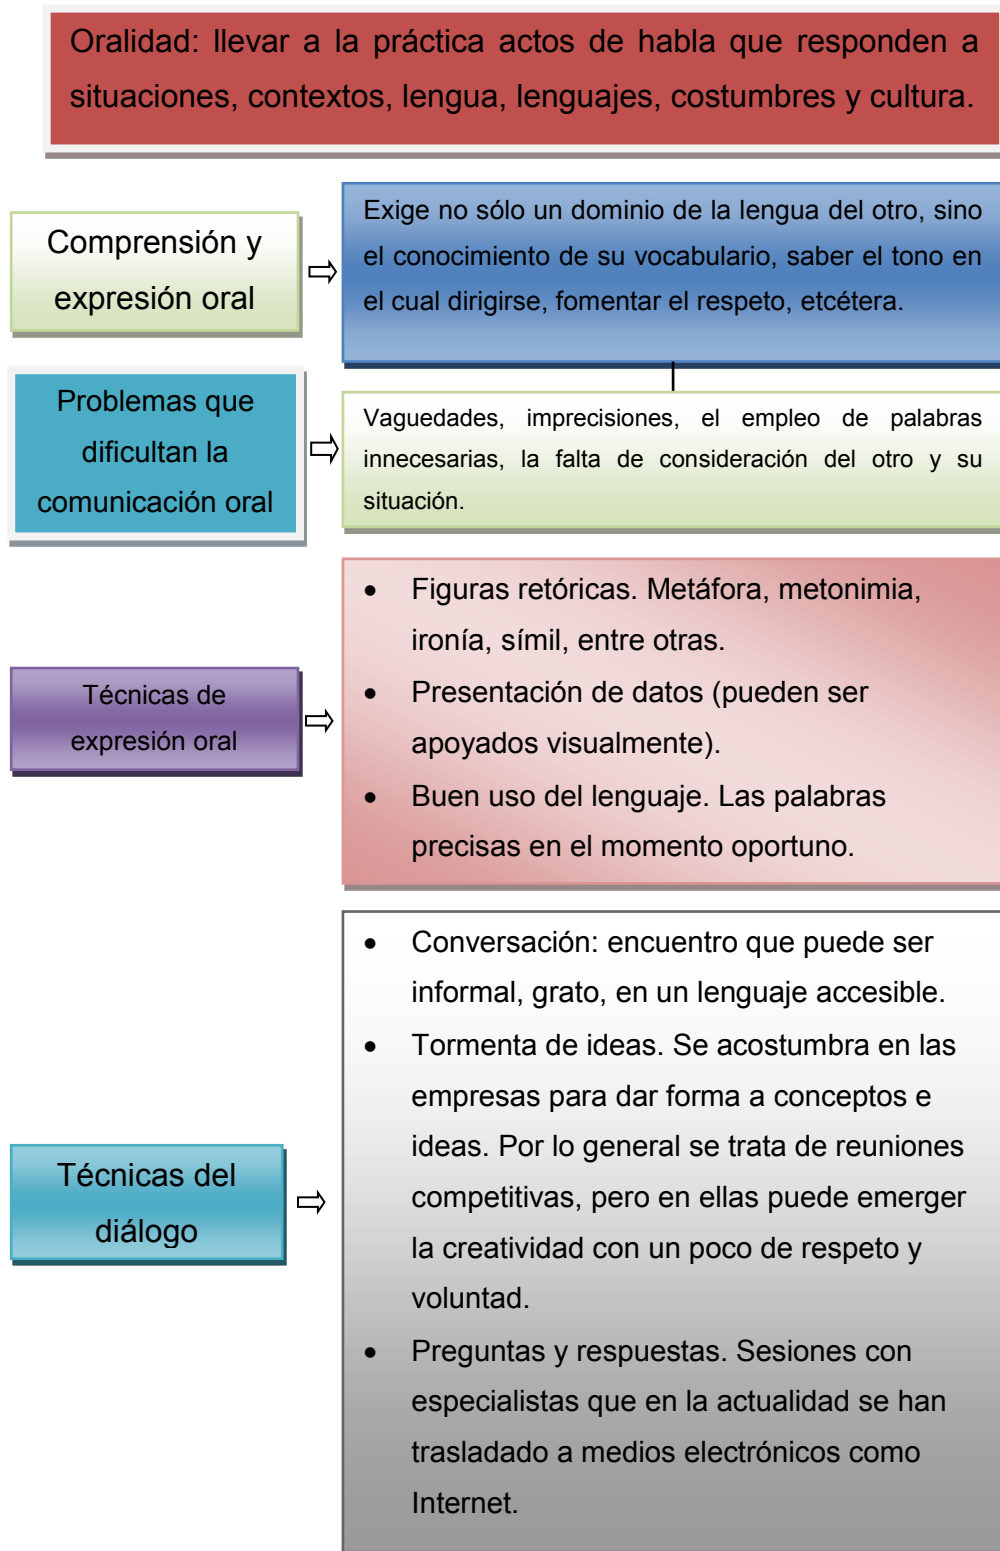 Oralidad: llevar a la práctica actos de habla que responden a
situaciones, contextos, lengua, lenguajes, costumbres y cultura.
Comprensión y
expresión oral
Exige no sólo un dominio de la lengua del otro, sino
el conocimiento de su vocabulario, saber el tono en
el cual dirigirse, fomentar el respeto, etcétera.
Problemas que
dificultan la
comunicación oral
Vaguedades, imprecisiones, el empleo de palabras
innecesarias, la falta de consideración del otro y su
situación.
Técnicas de
expresión oral
• Figuras retóricas. Metáfora, metonimia,
ironía, símil, entre otras.
• Presentación de datos (pueden ser
apoyados visualmente).
• Buen uso del lenguaje. Las palabras
precisas en el momento oportuno.
Técnicas del
diálogo
• Conversación: encuentro que puede ser
informal, grato, en un lenguaje accesible.
• Tormenta de ideas. Se acostumbra en las
empresas para dar forma a conceptos e
ideas. Por lo general se trata de reuniones
competitivas, pero en ellas puede emerger
la creatividad con un poco de respeto y
voluntad.
• Preguntas y respuestas. Sesiones con
especialistas que en la actualidad se han
trasladado a medios electrónicos como
Internet.